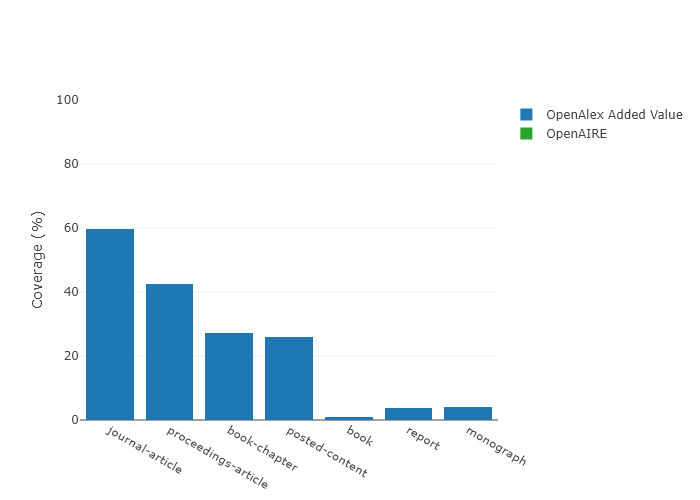 100
80
60
40
20
0
Coverage (%)
journal-article
proceedings-article
book-chapter
posted-content
book
report
monograph
OpenAlex Added Value
OpenAIRE